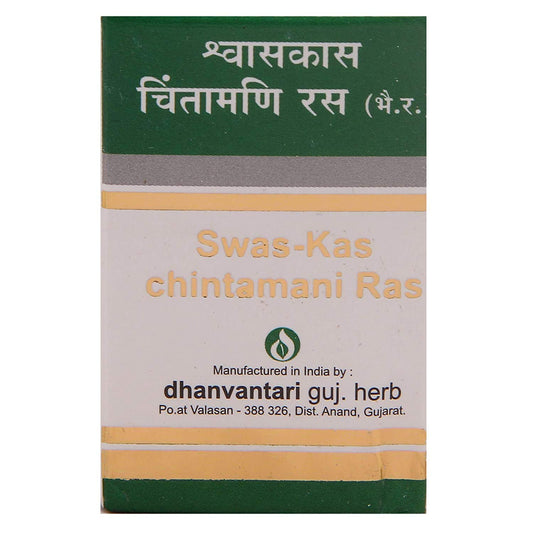 श्वासकास
चिंतामणि रस (भै.र.
Swas-Kas
chintamani Ras
Manufactured in India by :
dhanvantari guj. herb
Po.at Valasan - 388 326, Dist. Anand, Gujarat.